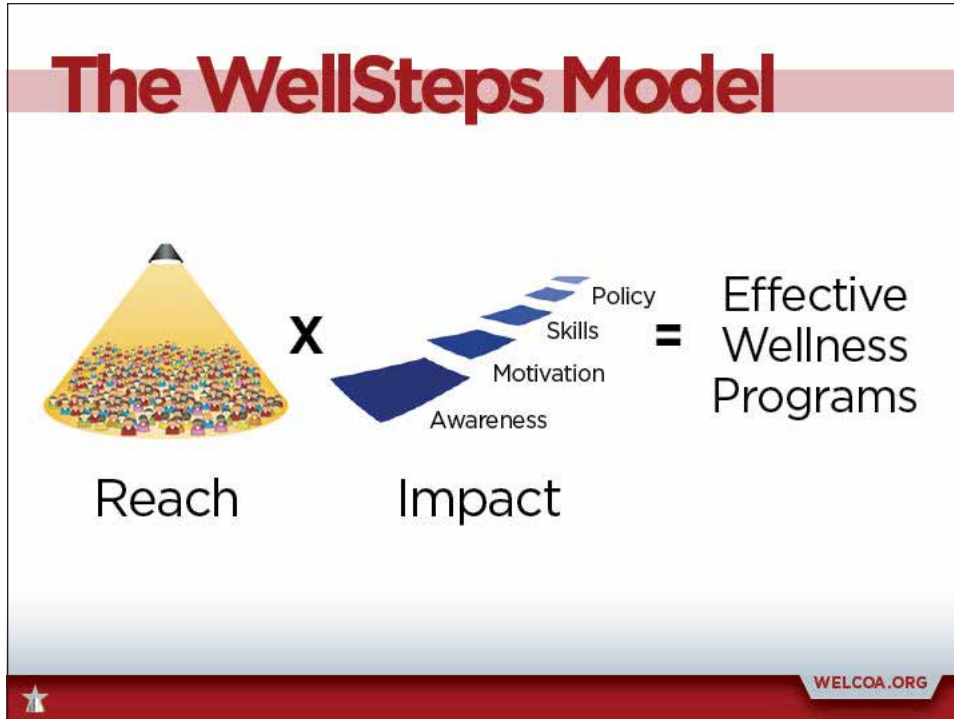 The WellSteps Model
X
Policy
Skills
Motivation
Awareness
=
Effective
Wellness
Programs
Reach
Impact
WELCOA.ORG